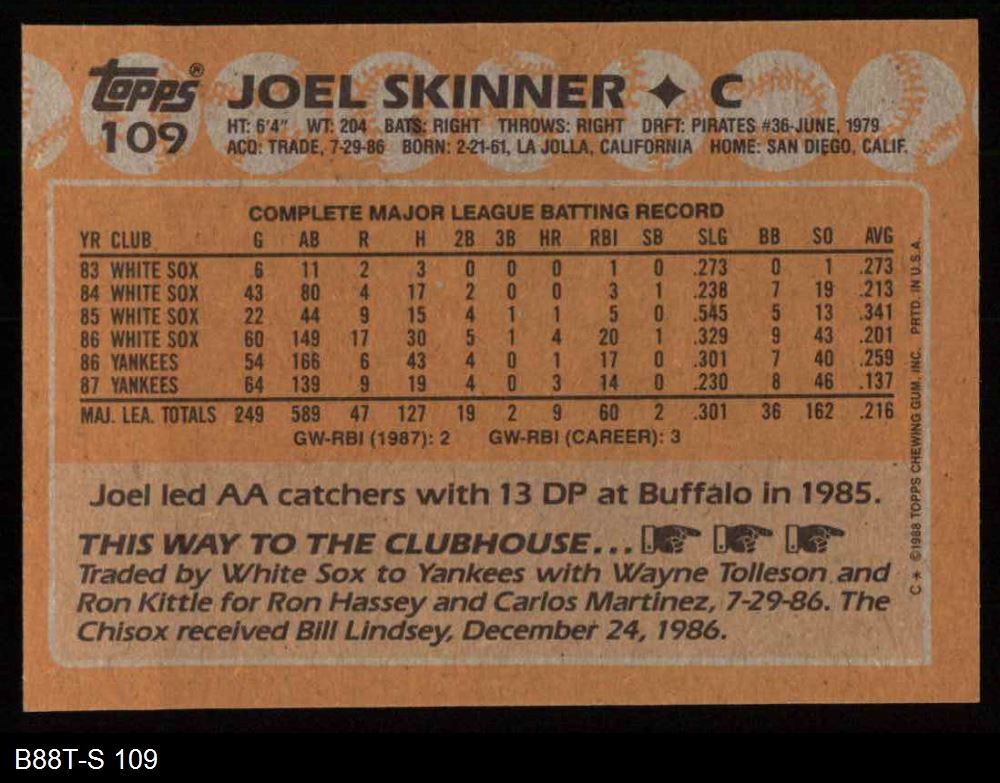 topps®
109
JOEL SKINNER ✦ C
HT: 6'4" WT: 204 BATS: RIGHT THROWS: RIGHT DRFT: PIRATES #36-JUNE, 1979
ACQ: TRADE, 7-29-86 BORN: 2-21-61, LA JOLLA, CALIFORNIA HOME: SAN DIEGO, CALIF.
COMPLETE MAJOR LEAGUE BATTING RECORD
YR CLUB G AB R H 2B 3B HR RBI SB SLG BB SO AVG
83 WHITE SOX 6 11 2 3 0 0 0 1 0 .273 0 1 .273
84 WHITE SOX 43 80 4 17 2 0 0 3 1 .238 7 19 .213
85 WHITE SOX 22 44 9 15 4 1 1 5 0 .545 5 13 .341
86 WHITE SOX 60 149 17 30 5 1 4 20 1 .329 9 43 .201
86 YANKEES 54 166 6 43 4 0 1 17 0 .301 7 40 .259
87 YANKEES 64 139 9 19 4 0 3 14 0 .230 8 46 .137
MAJ. LEA. TOTALS 249 589 47 127 19 2 9 60 2 .301 36 162 .216
GW-RBI (1987): 2 GW-RBI (CAREER): 3
Joel led AA catchers with 13 DP at Buffalo in 1985.
THIS WAY TO THE CLUBHOUSE...
Traded by White Sox to Yankees with Wayne Tolleson and
Ron Kittle for Ron Hassey and Carlos Martinez, 7-29-86. The
Chisox received Bill Lindsey, December 24, 1986.
C* ©1988 TOPPS CHEWING GUM, INC. PRTD. IN U.S.A.
B88T-S 109